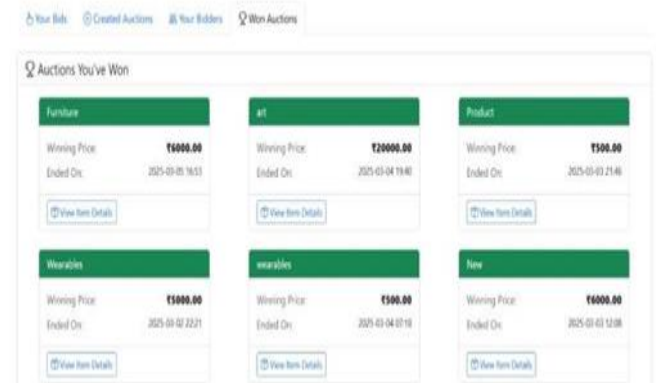 Your Bids Created Auctions Your Bidders Won Auctions
Auctions You've Won
Furniture art Product
Winning Price: ₹6000.00 Winning Price: ₹20000.00 Winning Price: ₹500.00
Ended On: 2025-03-05 16:53 Ended On: 2025-03-04 19:40 Ended On: 2025-03-03 21:46
View Item Details View Item Details View Item Details
Wearables wearables New
Winning Price: ₹5000.00 Winning Price: ₹500.00 Winning Price: ₹6000.00
Ended On: 2025-03-02 22:21 Ended On: 2025-03-04 07:18 Ended On: 2025-03-03 12:08
View Item Details View Item Details View Item Details